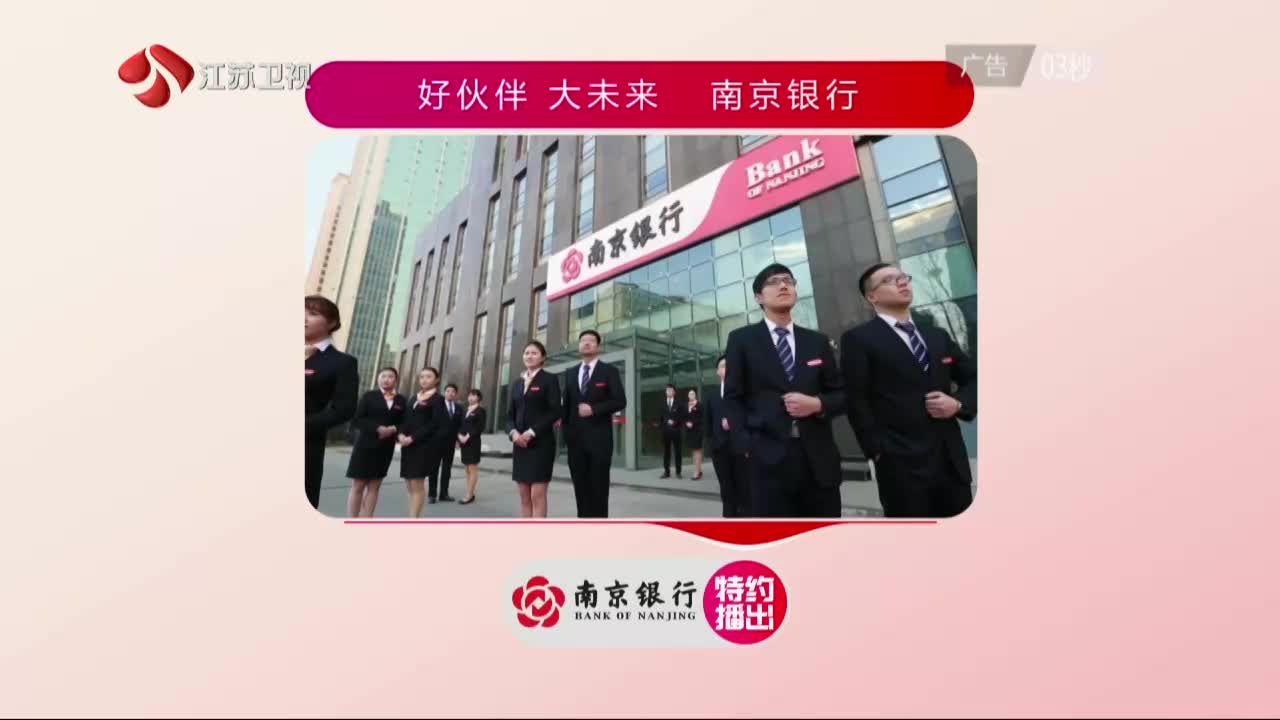 江苏卫视
广告 03秒
好伙伴 大未来 南京银行
Bank
OF NANJING
南京银行
南京银行
BANK OF NANJING
特约
播出